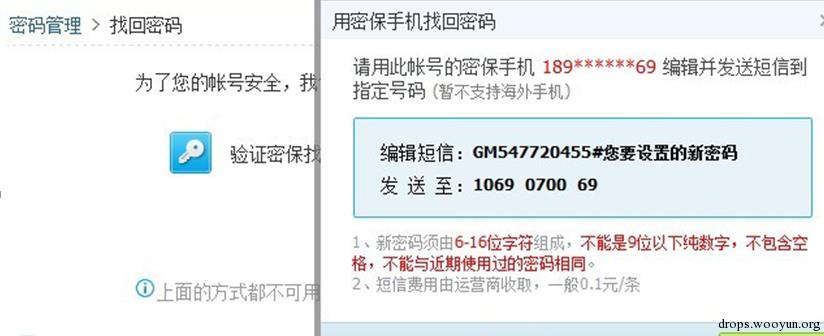 密码管理 > 找回密码
为了您的帐号安全，我
验证密保找
上面的方式都不可用
用密保手机找回密码
请用此帐号的密保手机 189******69 编辑并发送短信到
指定号码 (暂不支持海外手机)
编辑短信：GM547720455#您要设置的新密码
发 送 至：1069 0700 69
1、新密码须由6-16位字符组成，不能是9位以下纯数字，不包含空
格，不能与近期使用过的密码相同。
2、短信费用由运营商收取，一般0.1元/条
drops.wooyun.org